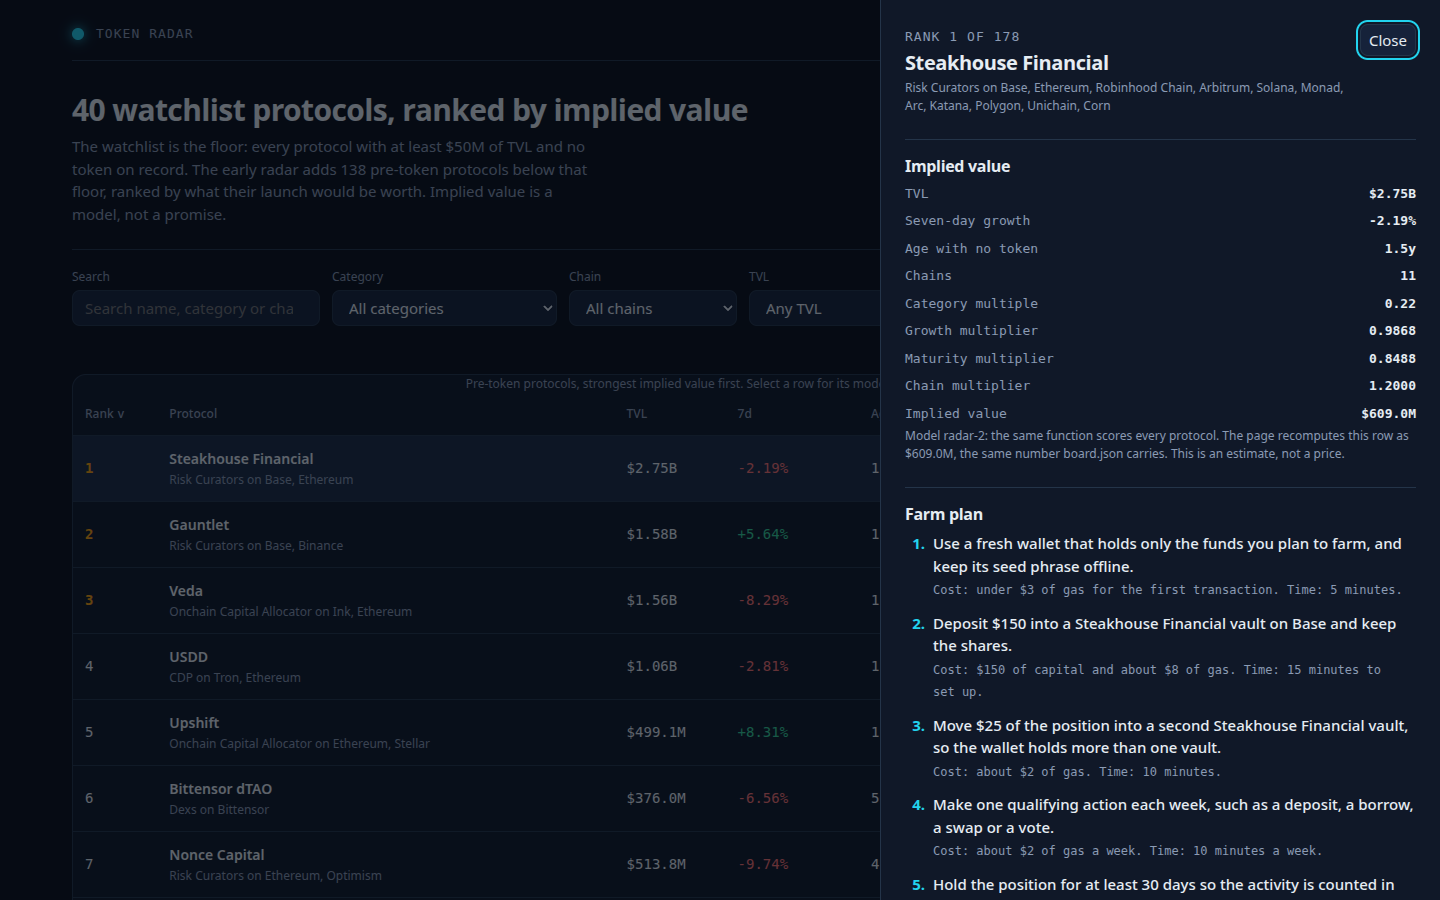 TOKEN RADAR
40 watchlist protocols, ranked by implied value
The watchlist is the floor: every protocol with at least $50M of TVL and no
token on record. The early radar adds 138 pre-token protocols below that
floor, ranked by what their launch would be worth. Implied value is a
model, not a promise.
Search
Category
Chain
TVL
Search name, category or cha
All categories
All chains
Any TVL
Pre-token protocols, strongest implied value first. Select a row for its
Rank v
Protocol
TVL
7d
1
Steakhouse Financial
Risk Curators on Base, Ethereum
$2.75B
-2.19%
2
Gauntlet
Risk Curators on Base, Binance
$1.58B
+5.64%
3
Veda
Onchain Capital Allocator on Ink, Ethereum
$1.56B
-8.29%
4
USDD
CDP on Tron, Ethereum
$1.06B
-2.81%
5
Upshift
Onchain Capital Allocator on Ethereum, Stellar
$499.1M
+8.31%
6
Bittensor dTAO
Dexs on Bittensor
$376.0M
-6.56%
7
Nonce Capital
Risk Curators on Ethereum, Optimism
$513.8M
-9.74%
RANK 1 OF 178
Close
Steakhouse Financial
Risk Curators on Base, Ethereum, Robinhood Chain, Arbitrum, Solana, Monad,
Arc, Katana, Polygon, Unichain, Corn
Implied value
TVL $2.75B
Seven-day growth -2.19%
Age with no token 1.5y
Chains 11
Category multiple 0.22
Growth multiplier 0.9868
Maturity multiplier 0.8488
Chain multiplier 1.2000
Implied value $609.0M
Model radar-2: the same function scores every protocol. The page recomputes this row as
$609.0M, the same number board.json carries. This is an estimate, not a price.
Farm plan
1. Use a fresh wallet that holds only the funds you plan to farm, and
keep its seed phrase offline.
Cost: under $3 of gas for the first transaction. Time: 5 minutes.
2. Deposit $150 into a Steakhouse Financial vault on Base and keep
the shares.
Cost: $150 of capital and about $8 of gas. Time: 15 minutes to
set up.
3. Move $25 of the position into a second Steakhouse Financial vault,
so the wallet holds more than one vault.
Cost: about $2 of gas. Time: 10 minutes.
4. Make one qualifying action each week, such as a deposit, a borrow,
a swap or a vote.
Cost: about $2 of gas a week. Time: 10 minutes a week.
5. Hold the position for at least 30 days so the activity is counted in